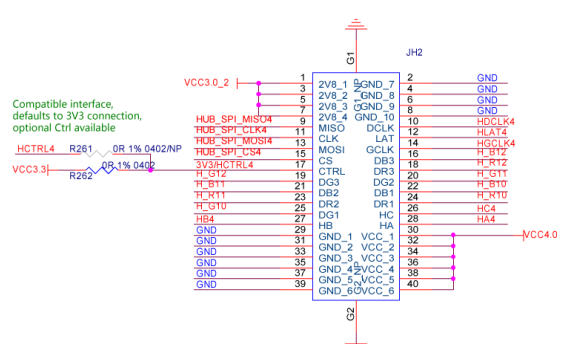 G1
JH2
VCC3.0_2
1 2V8_1 GND_7 2 GND
3 2V8_2 GND_8 4 GND
5 2V8_3 GND_9 6 GND
7 2V8_4 GND_10 8 GND
G1_NP
Compatible interface,
defaults to 3V3 connection,
optional Ctrl available
HUB_SPI_MISO4 9 MISO DCLK 10 HDCLK4
HUB_SPI_CLK4 11 CLK LAT 12 HLAT4
HUB_SPI_MOSI4 13 MOSI GCLK 14 HGCLK4
HUB_SPI_CS4 15 CS DB3 16 H_B12
HCTRL4 R261 0R 1% 0402/NP
VCC3.3 R262 0R 1% 0402
3V3/HCTRL4 17 CTRL DR3 18 H_R12
H_G12 19 DG3 DG2 20 H_G11
H_B11 21 DB2 DB1 22 H_B10
H_R11 23 DR2 DR1 24 H_R10
H_G10 25 DG1 HC 26 HC4
HB4 27 HB HA 28 HA4
GND 29 GND_1 VCC_1 30 VCC4.0
GND 31 GND_2 VCC_2 32
GND 33 GND_3 VCC_3 34
GND 35 GND_4 VCC_4 36
GND 37 GND_5 VCC_5 38
GND 39 GND_6 VCC_6 40
G2_NP
G2